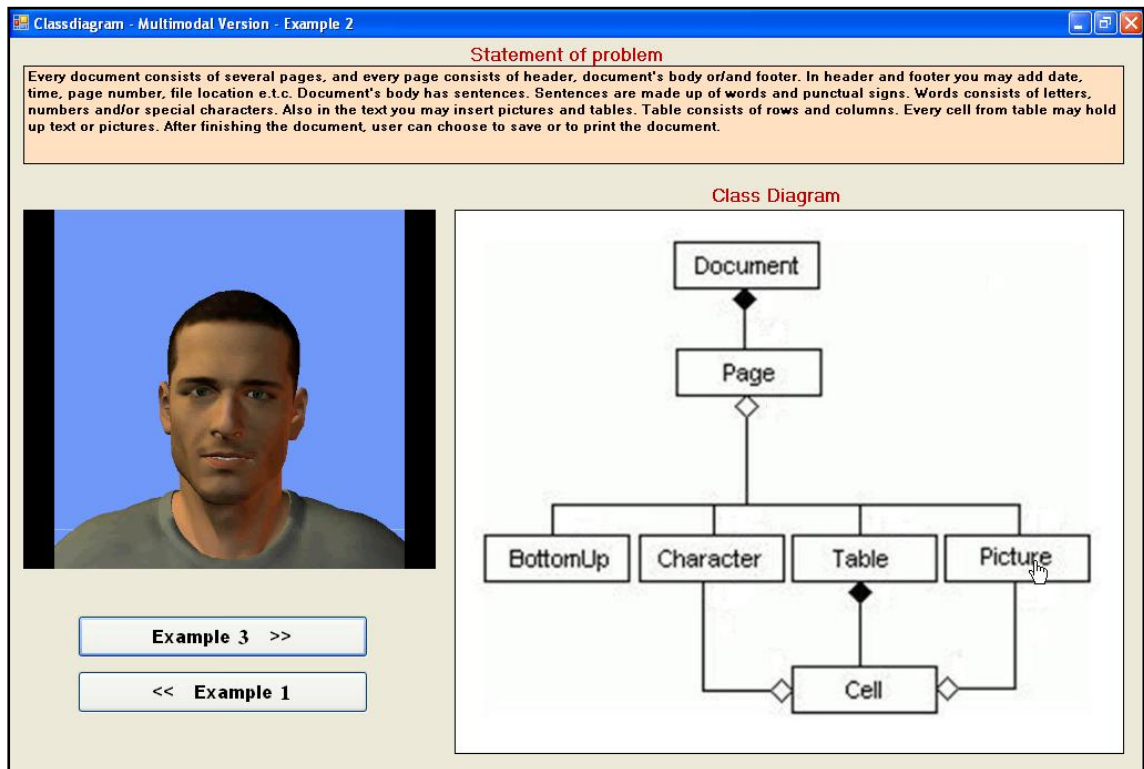 Classdiagram - Multimodal Version - Example 2
Statement of problem
Every document consists of several pages, and every page consists of header, document's body or/and footer. In header and footer you may add date,
time, page number, file location e.t.c. Document's body has sentences. Sentences are made up of words and punctual signs. Words consists of letters,
numbers and/or special characters. Also in the text you may insert pictures and tables. Table consists of rows and columns. Every cell from table may hold
up text or pictures. After finishing the document, user can choose to save or to print the document.
Class Diagram
Document
Page
BottomUp Character Table Picture
Cell
Example 3 >>
<< Example 1